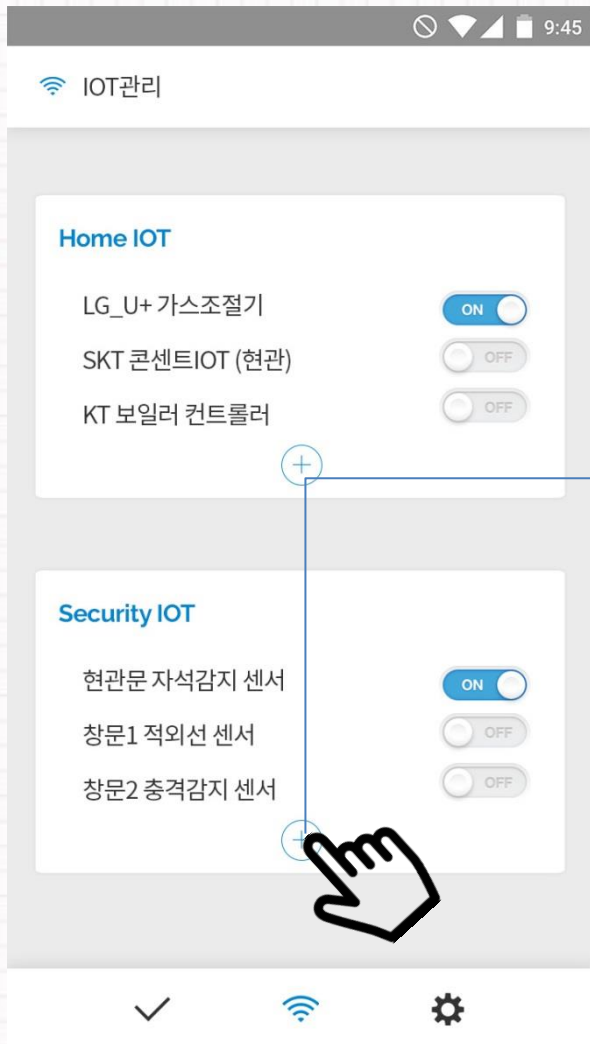 9:45
IOT관리
Home IOT
LG_U+ 가스조절기 ON
SKT 콘센트IOT (현관) OFF
KT 보일러 컨트롤러 OFF
Security IOT
현관문 자석감지 센서 ON
창문1 적외선 센서 OFF
창문2 충격감지 센서 OFF